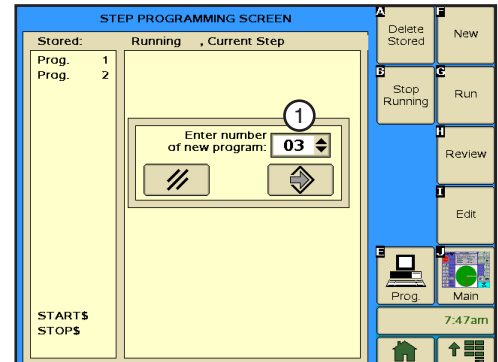 STEP PROGRAMMING SCREEN
Stored: Running , Current Step
Prog. 1
Prog. 2
1
Enter number
of new program: 03
START$
STOP$
A
Delete
Stored
F
New
B
Stop
Running
G
Run
H
Review
I
Edit
E
Prog.
J
Main
7:47am